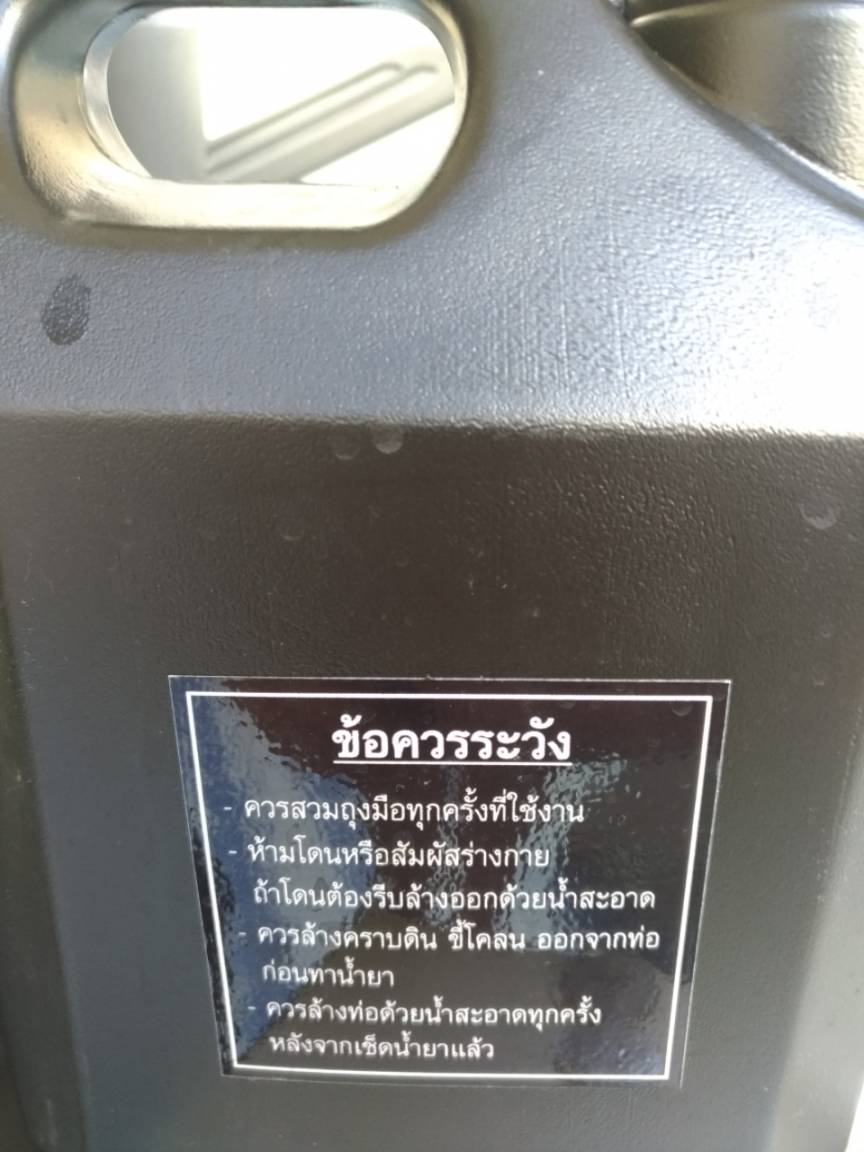 ข้อควรระวัง
- ควรสวมถุงมือทุกครั้งที่ใช้งาน
- ห้ามโดนหรือสัมผัสร่างกาย
ถ้าโดนต้องรีบล้างออกด้วยน้ำสะอาด
- ควรล้างคราบดิน ขี้โคลน ออกจากท่อ
ก่อนทาน้ำยา
- ควรล้างท่อด้วยน้ำสะอาดทุกครั้ง
หลังจากเช็ดน้ำยาแล้ว